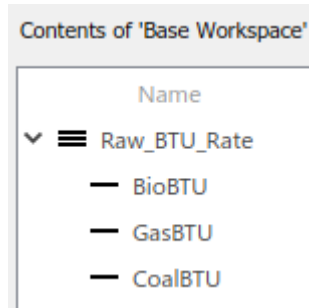 Contents of 'Base Workspace'
Name
Raw_BTU_Rate
BioBTU
GasBTU
CoalBTU